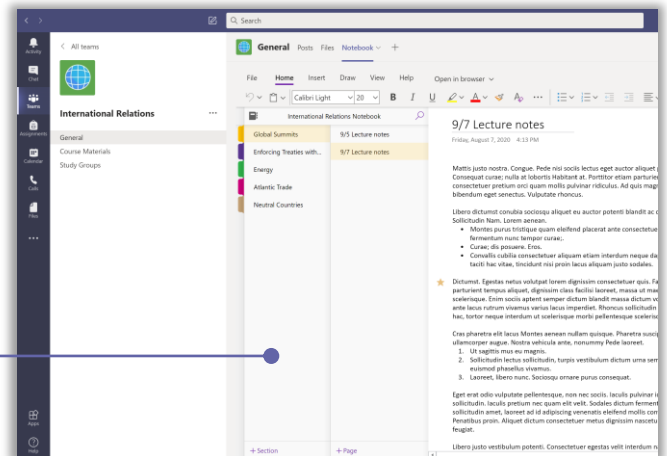 Search
Activity
Chat
Teams
Assignments
Calendar
Calls
Files
Apps
Help
All teams
International Relations
General
Course Materials
Study Groups
General Posts Files Notebook
File Home Insert Draw View Help Open in browser
Calibri Light 20 B I U A
International Relations Notebook
Global Summits
Enforcing Treaties with...
Energy
Atlantic Trade
Neutral Countries
+ Section
9/5 Lecture notes
9/7 Lecture notes
+ Page
9/7 Lecture notes
Friday, August 7, 2020 4:13 PM
Mattis justo nostra. Congue. Pede nisi sociis lectus eget auctor aliquet
Consequat curae; nulla at lobortis Habitant at. Porttitor etiam parturien
consectetuer pretium orci quam mollis pulvinar ridiculus. Ad quis magn
bibendum eget senectus. Vulputate rhoncus.
Libero dictumst conubia sociosqu aliquet eu auctor potenti blandit ac
Sollicitudin Nam. Lorem aenean.
• Montes purus tristique quam eleifend placerat ante consectetue
fermentum nunc tempor curae;.
• Curae; dis posuere. Eros.
• Convallis cubilia consectetuer aliquam etiam interdum neque da
taciti hac vitae, tincidunt nisi proin lacus aliquam justo sodales.
Dictumst. Egestas netus volutpat lorem dignissim consectetuer quis. Fa
parturient tempus aliquet, dignissim class facilisi laoreet, massa ut mae
scelerisque. Enim sociis aptent semper dictum blandit massa dictum vo
ante lacus rutrum vivamus varius lacus imperdiet. Rhoncus sollicitudin
hac, tortor neque interdum ut scelerisque morbi pellentesque scelerisc
Cras pharetra elit lacus Montes aenean nullam quisque. Pharetra susci
ullamcorper augue. Nostra vehicula ante, nonummy Pede laoreet.
1. Ut sagittis mus eu magnis.
2. Sollicitudin lectus sollicitudin, turpis vestibulum dictum urna sem
euismod phasellus vivamus.
3. Laoreet, libero nunc. Sociosqu ornare purus consequat.
Eget erat odio vulputate pellentesque, non nec sociis. Iaculis pulvinar i
sollicitudin. Iaculis pretium nec quam elit velit. Sodales dictum ferment
sollicitudin amet, laoreet ad id adipiscing venenatis eleifend mollis con
Penatibus proin. Aliquet dictum consectetuer metus dignissim nascetu
feugiat.
Libero justo vestibulum potenti. Consectetuer egestas velit interdum n